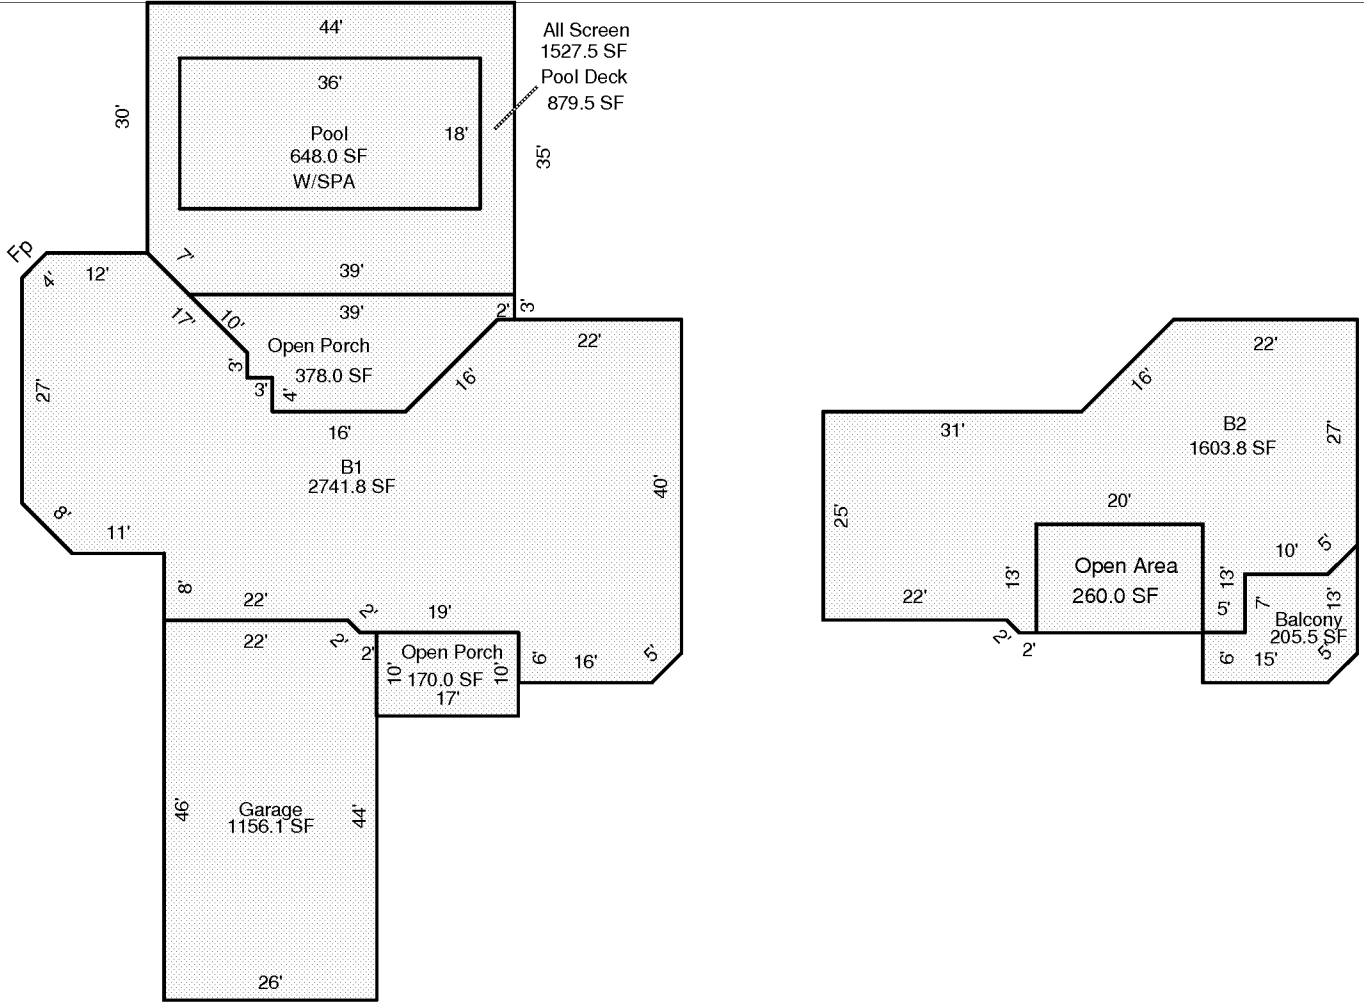 44'
All Screen
1527.5 SF
Pool Deck
879.5 SF
36'
30'
Pool
18'
648.0 SF
W/SPA
35'
Fp
7'
4'
12'
39'
17'
10'
39'
2'
3'
Open Porch
22'
3'
378.0 SF
3'
4'
16'
27'
16'
B1
2741.8 SF
40'
8'
11'
8'
22'
2'
19'
22'
2'
2'
Open Porch
10'
170.0 SF
10'
17'
6'
16'
5'
46'
Garage
1156.1 SF
44'
26'
22'
16'
31'
B2
1603.8 SF
27'
25'
20'
10'
5'
13'
Open Area
260.0 SF
13'
22'
5'
7'
13'
Balcony
205.5 SF
2'
2'
6'
15'
5'